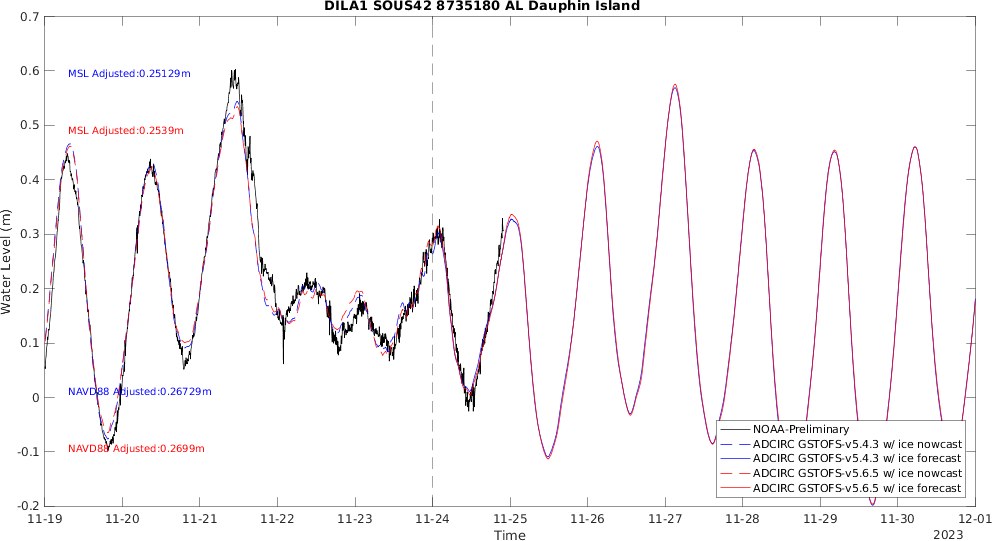 DILA1 SOUS42 8735180 AL Dauphin Island
0.7
0.6
0.5
0.4
0.3
0.2
0.1
0
-0.1
-0.2
Water Level (m)
MSL Adjusted:0.25129m
MSL Adjusted:0.2539m
NAVD88 Adjusted:0.26729m
NAVD88 Adjusted:0.2699m
NOAA-Preliminary
ADCIRC GSTOFS-v5.4.3 w/ ice nowcast
ADCIRC GSTOFS-v5.4.3 w/ ice forecast
ADCIRC GSTOFS-v5.6.5 w/ ice nowcast
ADCIRC GSTOFS-v5.6.5 w/ ice forecast
11-19 11-20 11-21 11-22 11-23 11-24 11-25 11-26 11-27 11-28 11-29 11-30 12-01
Time
2023